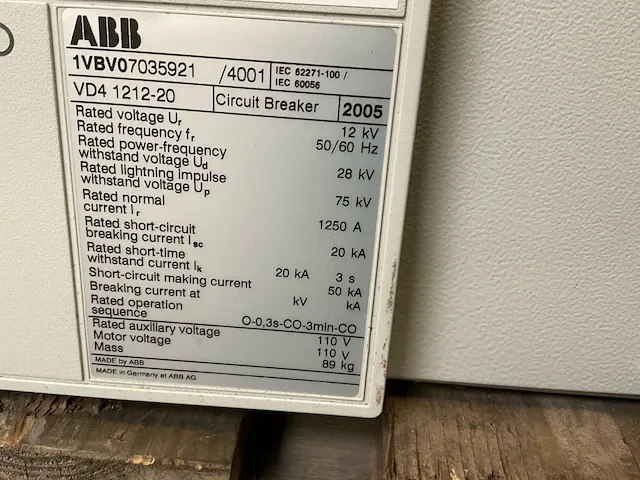 ABB
1VBV07035921 /4001 IEC 62271-100 /
IEC 60056
VD4 1212-20 Circuit Breaker 2005
Rated voltage Ur 12 kV
Rated frequency fr 50/60 Hz
Rated power-frequency
withstand voltage Ud 28 kV
Rated lightning impulse
withstand voltage Up 75 kV
Rated normal
current Ir 1250 A
Rated short-circuit
breaking current Isc 20 kA
Rated short-time
withstand current Ik 20 kA 3 s
Short-circuit making current 50 kA
Breaking current at kV kA
Rated operation
sequence O-0,3s-CO-3min-CO
Rated auxiliary voltage 110 V
Motor voltage 110 V
Mass 89 kg
MADE by ABB
MADE in Germany at ABB AG